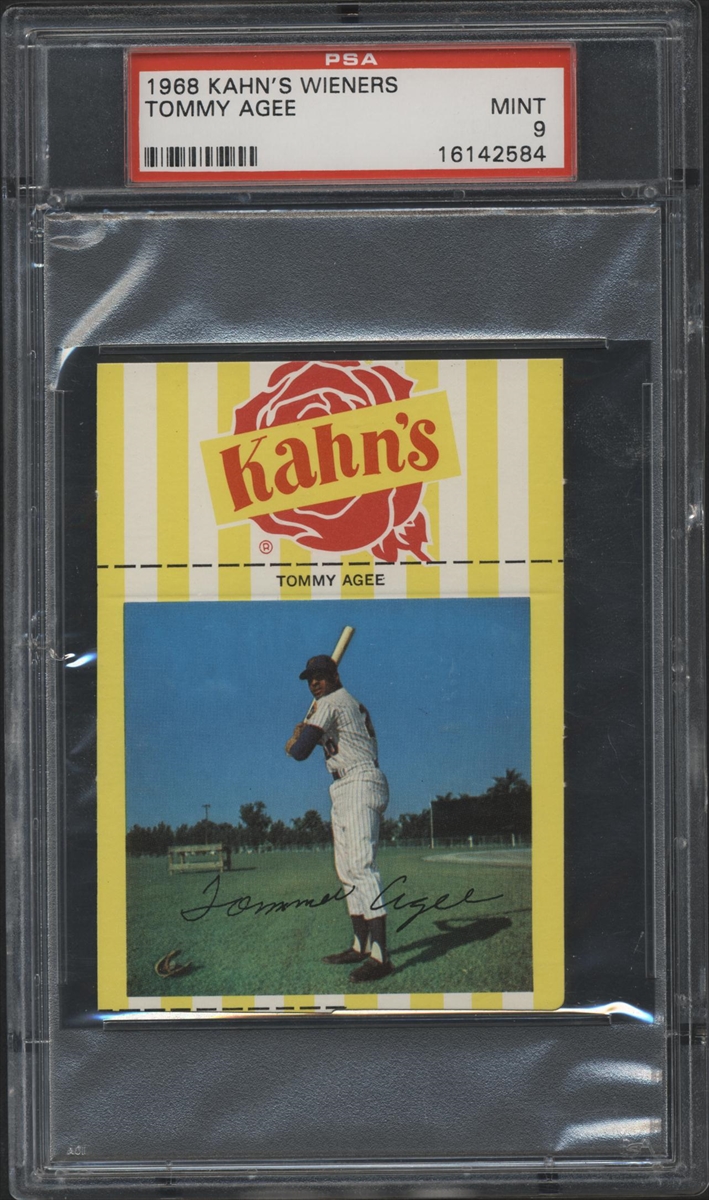 PSA
1968 KAHN'S WIENERS
TOMMY AGEE MINT
9
16142584
Kahn's
®
TOMMY AGEE
Tommie Agee